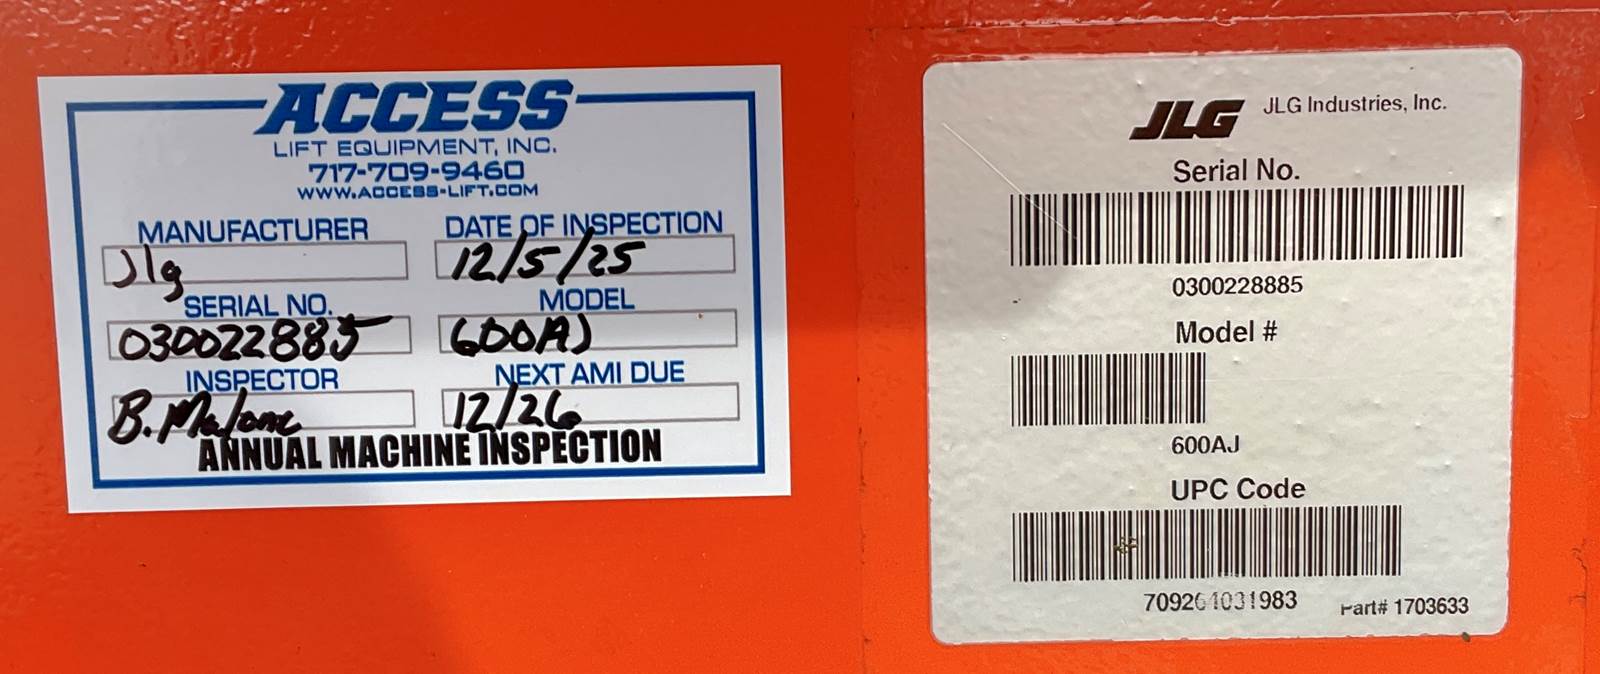 ACCESS
LIFT EQUIPMENT, INC.
717-709-9460
WWW.ACCESS-LIFT.COM
MANUFACTURER
Jlg
DATE OF INSPECTION
12/5/25
SERIAL NO.
0300228885
MODEL
600AJ
INSPECTOR
B. Malone
NEXT AMI DUE
12/26
ANNUAL MACHINE INSPECTION
JLG JLG Industries, Inc.
Serial No.
0300228885
Model #
600AJ
UPC Code
709264031983
Part# 1703633